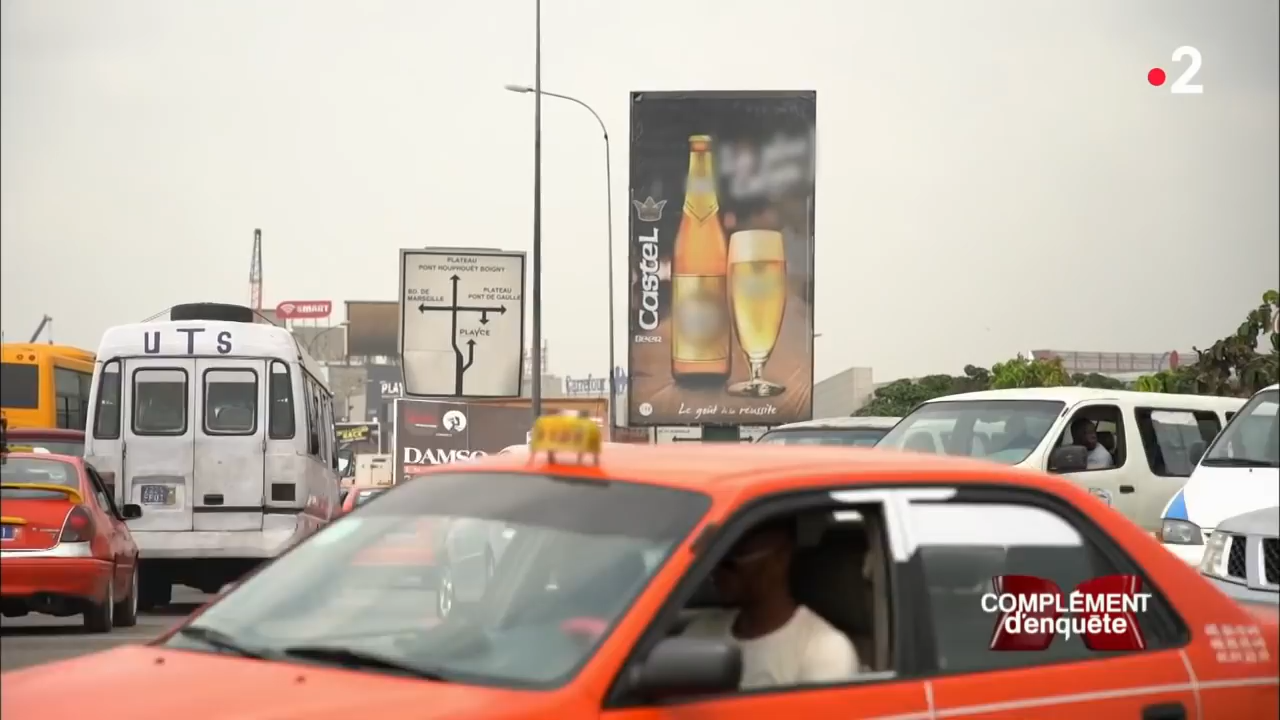 2
CasteL
Beer
Le goût de la réussite
PLATEAU
PONT HOUPHOUËT BOIGNY
BD. DE
MARSEILLE
PLATEAU
PONT DE GAULLE
PLAYCE
SMART
UTS
DAMSO
COMPLÉMENT
d'enquête